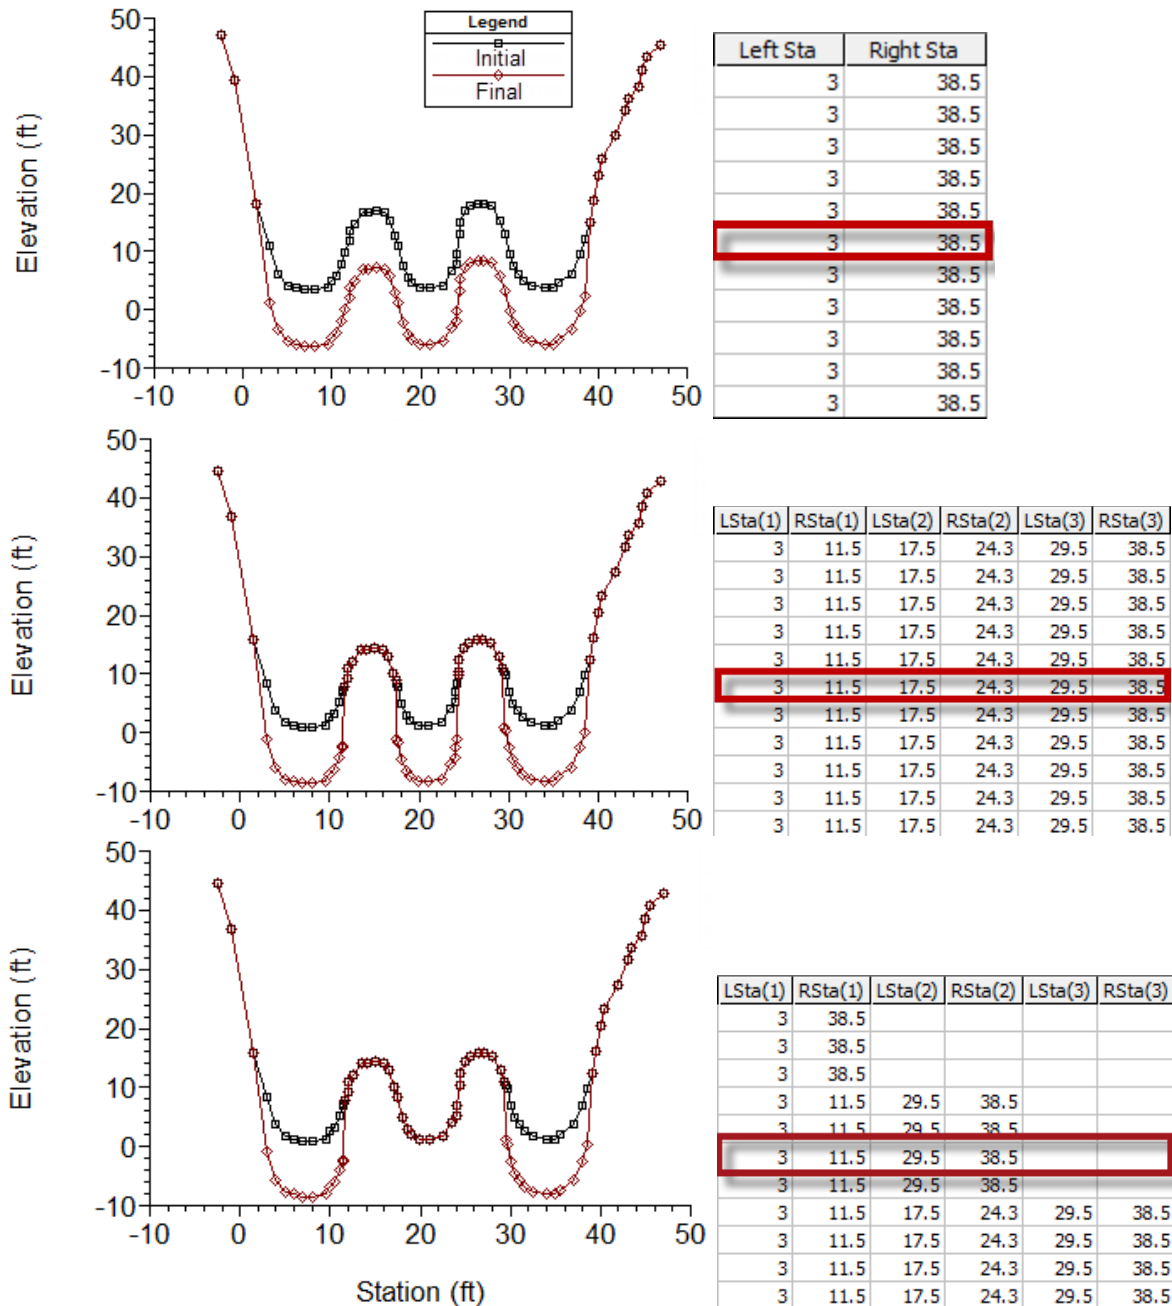 Legend
Initial
Final
Elevation (ft)
50
40
30
20
10
0
-10
-10 0 10 20 30 40 50
Left Sta Right Sta
3 38.5
3 38.5
3 38.5
3 38.5
3 38.5
3 38.5
3 38.5
3 38.5
3 38.5
3 38.5
3 38.5
Elevation (ft)
50
40
30
20
10
0
-10
-10 0 10 20 30 40 50
LSta(1) RSta(1) LSta(2) RSta(2) LSta(3) RSta(3)
3 11.5 17.5 24.3 29.5 38.5
3 11.5 17.5 24.3 29.5 38.5
3 11.5 17.5 24.3 29.5 38.5
3 11.5 17.5 24.3 29.5 38.5
3 11.5 17.5 24.3 29.5 38.5
3 11.5 17.5 24.3 29.5 38.5
3 11.5 17.5 24.3 29.5 38.5
3 11.5 17.5 24.3 29.5 38.5
3 11.5 17.5 24.3 29.5 38.5
3 11.5 17.5 24.3 29.5 38.5
3 11.5 17.5 24.3 29.5 38.5
Elevation (ft)
50
40
30
20
10
0
-10
-10 0 10 20 30 40 50
Station (ft)
LSta(1) RSta(1) LSta(2) RSta(2) LSta(3) RSta(3)
3 38.5
3 38.5
3 38.5
3 11.5 29.5 38.5
3 11.5 29.5 38.5
3 11.5 29.5 38.5
3 11.5 29.5 38.5
3 11.5 17.5 24.3 29.5 38.5
3 11.5 17.5 24.3 29.5 38.5
3 11.5 17.5 24.3 29.5 38.5
3 11.5 17.5 24.3 29.5 38.5